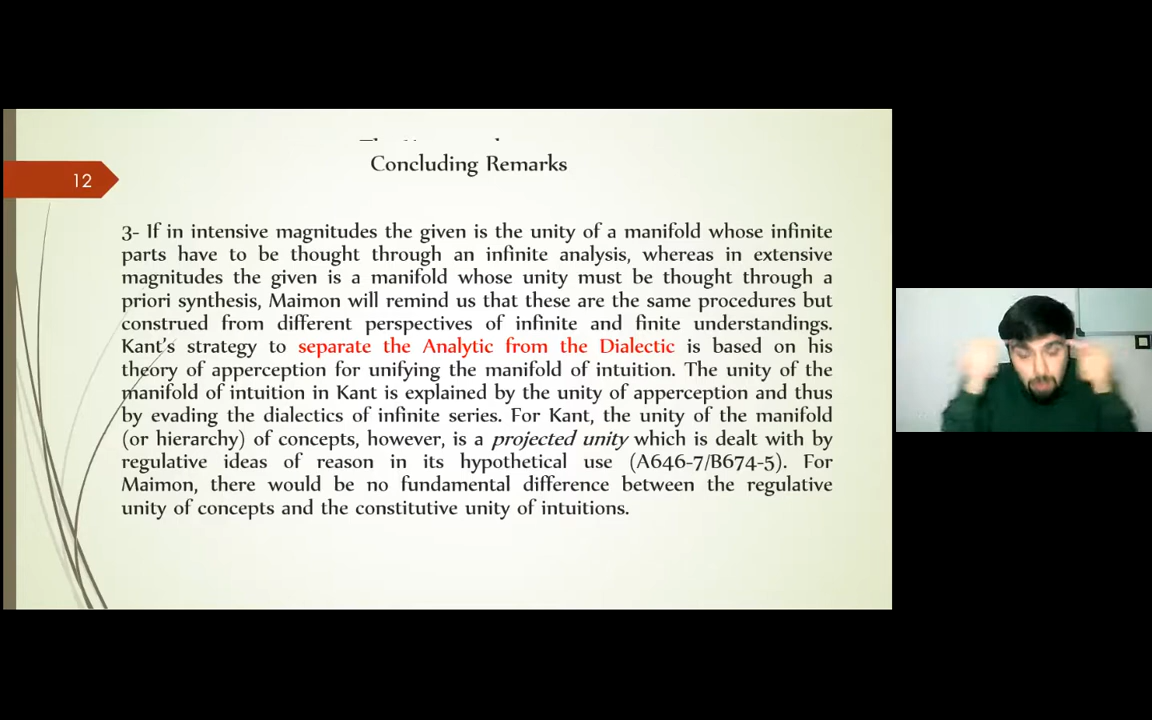 Concluding Remarks
12
3- If in intensive magnitudes the given is the unity of a manifold whose infinite
parts have to be thought through an infinite analysis, whereas in extensive
magnitudes the given is a manifold whose unity must be thought through a
priori synthesis, Maimon will remind us that these are the same procedures but
construed from different perspectives of infinite and finite understandings.
Kant's strategy to separate the Analytic from the Dialectic is based on his
theory of apperception for unifying the manifold of intuition. The unity of the
manifold of intuition in Kant is explained by the unity of apperception and thus
by evading the dialectics of infinite series. For Kant, the unity of the manifold
(or hierarchy) of concepts, however, is a projected unity which is dealt with by
regulative ideas of reason in its hypothetical use (A646-7/B674-5). For
Maimon, there would be no fundamental difference between the regulative
unity of concepts and the constitutive unity of intuitions.